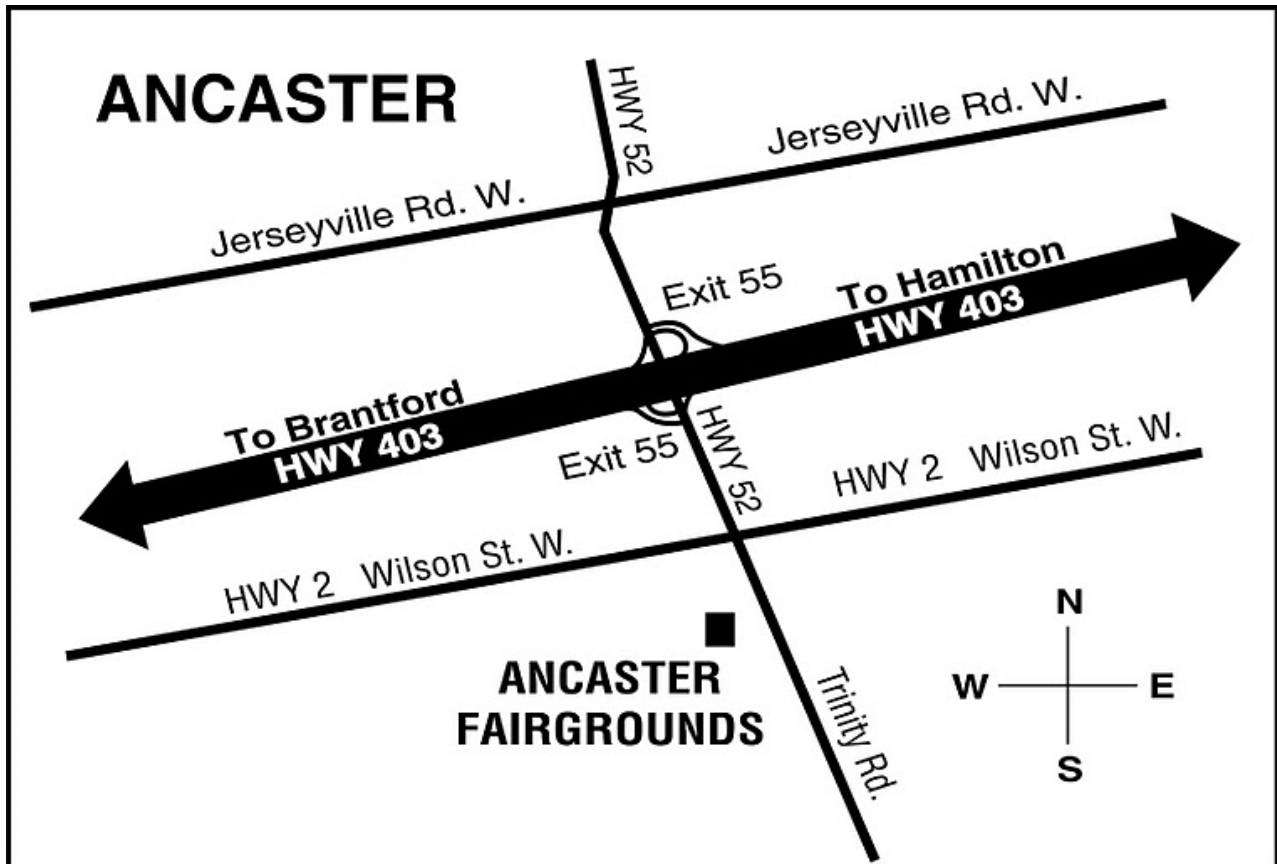 ANCASTER
HWY 52
Jerseyville Rd. W.
Jerseyville Rd. W.
Exit 55
To Hamilton
HWY 403
To Brantford
HWY 403
Exit 55
HWY 52
HWY 2 Wilson St. W.
HWY 2 Wilson St. W.
ANCASTER
FAIRGROUNDS
Trinity Rd.
N
W E
S